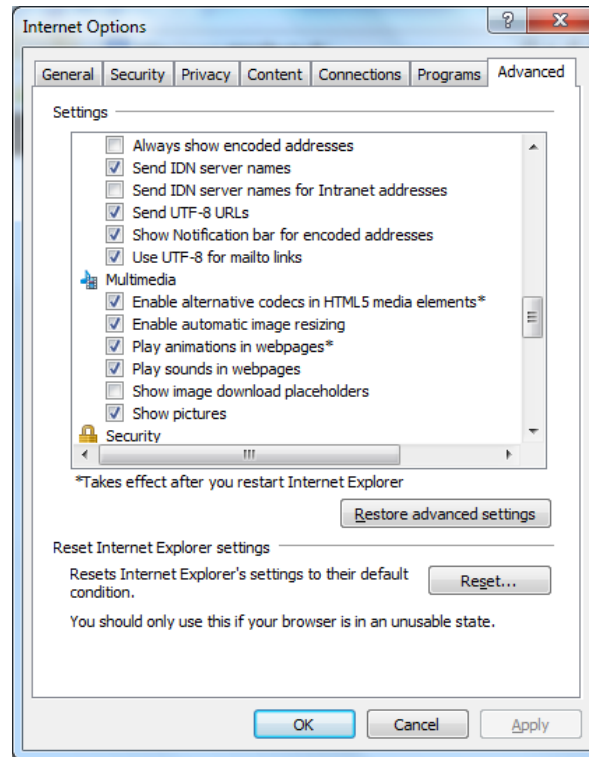 Internet Options
General Security Privacy Content Connections Programs Advanced
Settings
Always show encoded addresses
Send IDN server names
Send IDN server names for Intranet addresses
Send UTF-8 URLs
Show Notification bar for encoded addresses
Use UTF-8 for mailto links
Multimedia
Enable alternative codecs in HTML5 media elements*
Enable automatic image resizing
Play animations in webpages*
Play sounds in webpages
Show image download placeholders
Show pictures
Security
*Takes effect after you restart Internet Explorer
Restore advanced settings
Reset Internet Explorer settings
Resets Internet Explorer's settings to their default
condition.
Reset...
You should only use this if your browser is in an unusable state.
OK Cancel Apply